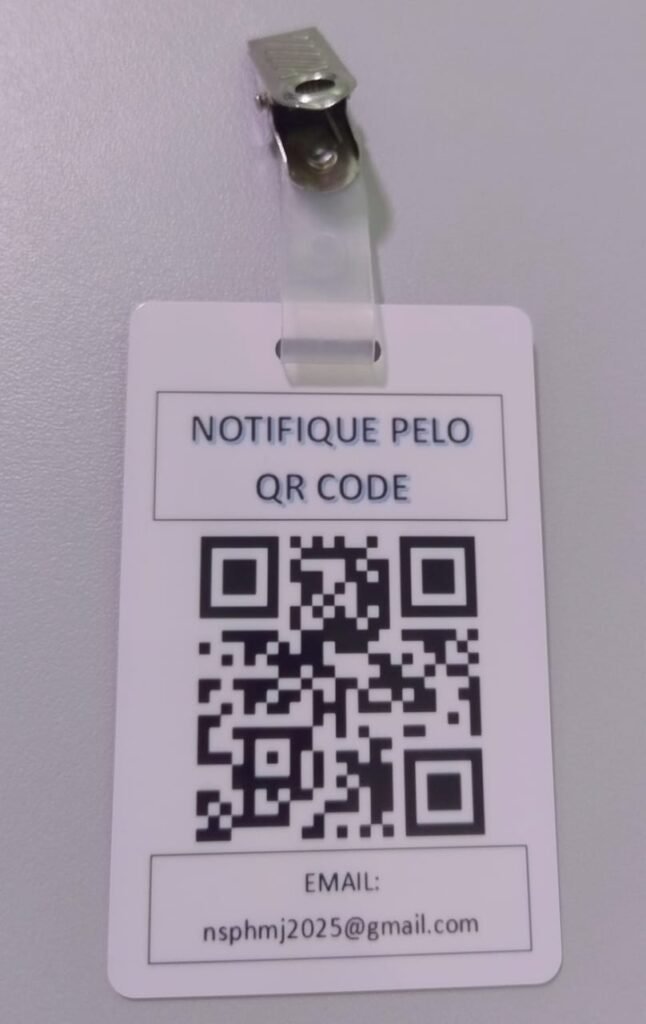 NOTIFIQUE PELO
QR CODE
EMAIL:
nsphmj2025@gmail.com